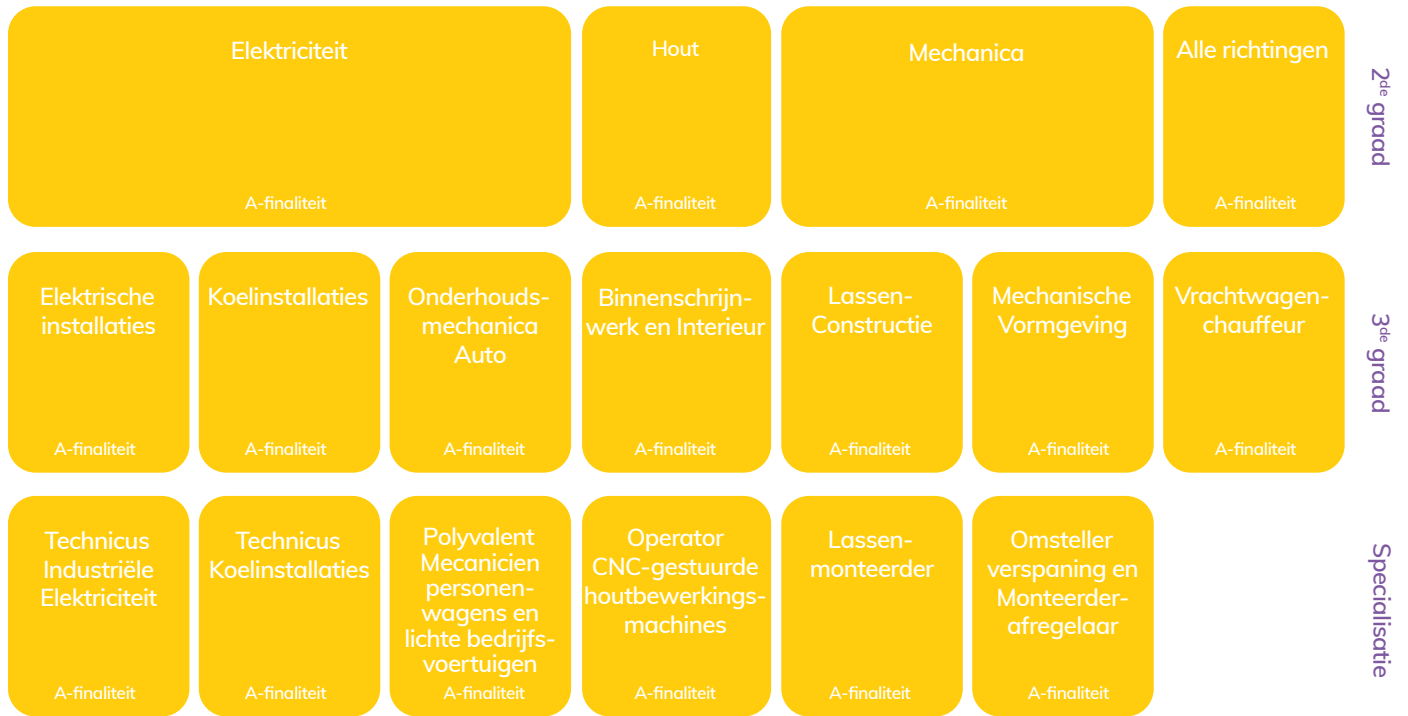 Elektriciteit
A-finaliteit
Hout
A-finaliteit
Mechanica
A-finaliteit
Alle richtingen
A-finaliteit
2de graad
Elektrische
installaties
A-finaliteit
Koelinstallaties
A-finaliteit
Onderhouds-
mechanica
Auto
A-finaliteit
Binnenschrijn-
werk en Interieur
A-finaliteit
Lassen-
Constructie
A-finaliteit
Mechanische
Vormgeving
A-finaliteit
Vrachtwagen-
chauffeur
A-finaliteit
3de graad
Technicus
Industriële
Elektriciteit
A-finaliteit
Technicus
Koelinstallaties
A-finaliteit
Polyvalent
Mecanicien
personen-
wagens en
lichte bedrijfs-
voertuigen
A-finaliteit
Operator
CNC-gestuurde
houtbewerkings-
machines
A-finaliteit
Lassen-
monteerder
A-finaliteit
Omsteller
verspaning en
Monteerder-
afregelaar
A-finaliteit
Specialisatie